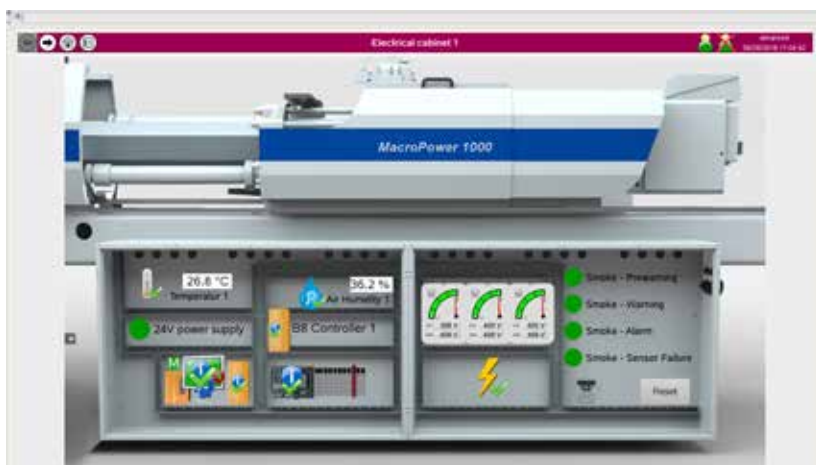 Electrical cabinet 1
MacroPower 1000
26.8 °C
Temperatur 1
36.2 %
Air Humidity 1
24V power supply
B8 Controller 1
Smoke - Prewarning
Smoke - Warning
Smoke - Alarm
Smoke - Sensor Failure
M
Reset